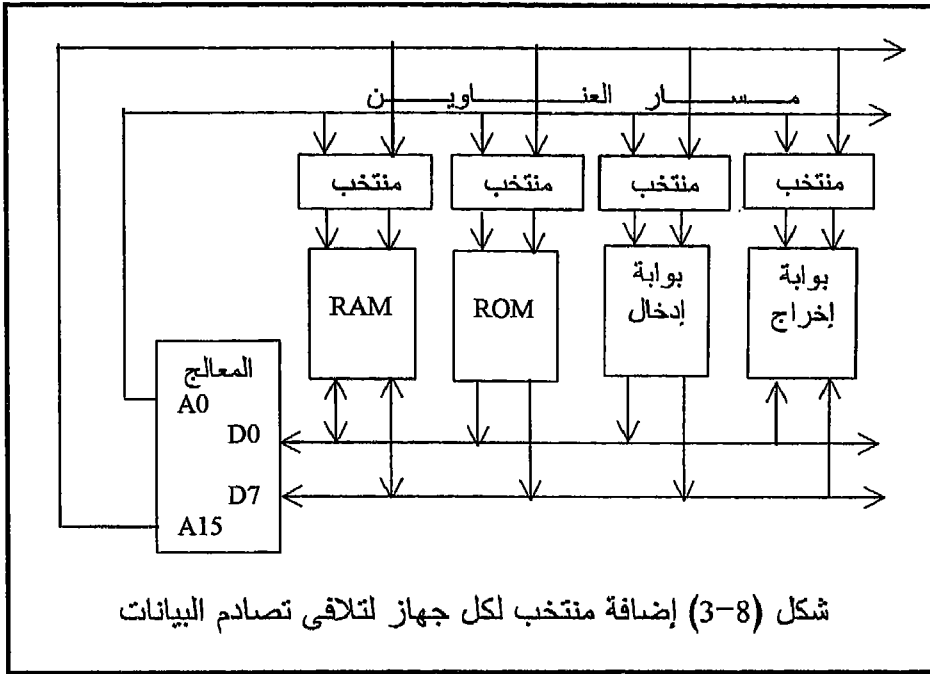 مسار العناوين
منتخب
منتخب
منتخب
منتخب
RAM
ROM
بوابة
إدخال
بوابة
إخراج
المعالج
A0
D0
D7
A15
شكل (8-3) إضافة منتخب لكل جهاز لتلافى تصادم البيانات